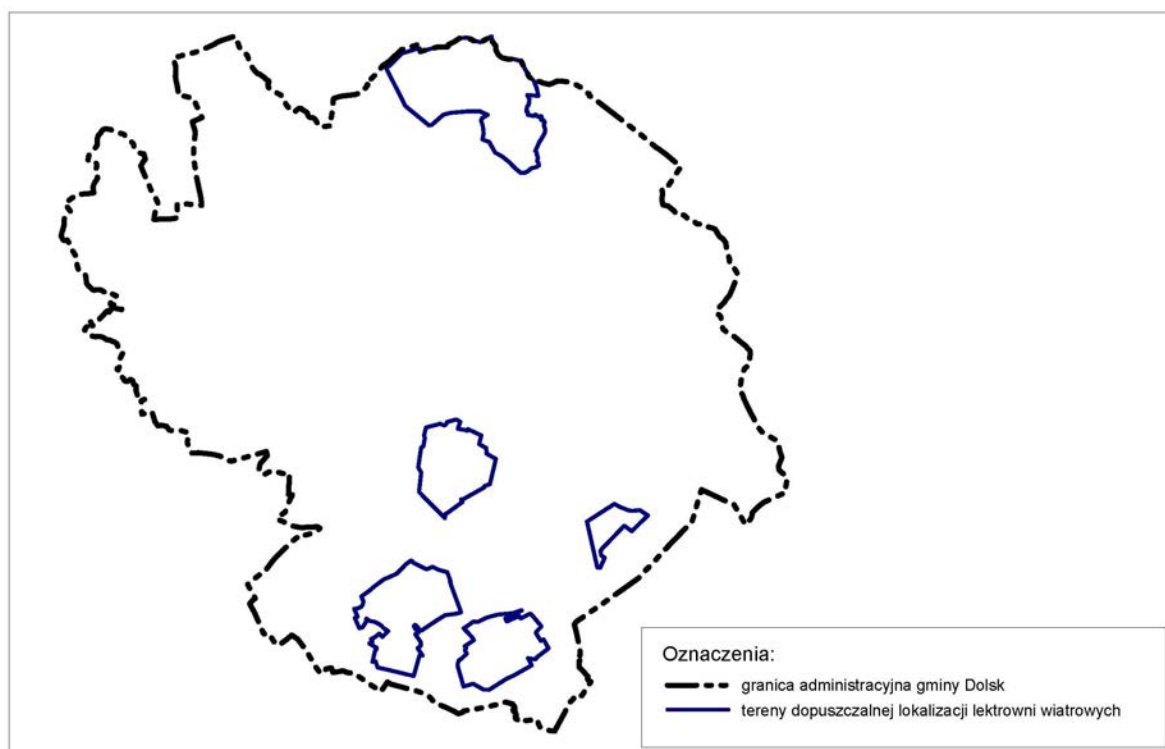 Oznaczenia:
granica administracyjna gminy Dolsk
tereny dopuszczalnej lokalizacji lektrowni wiatrowych